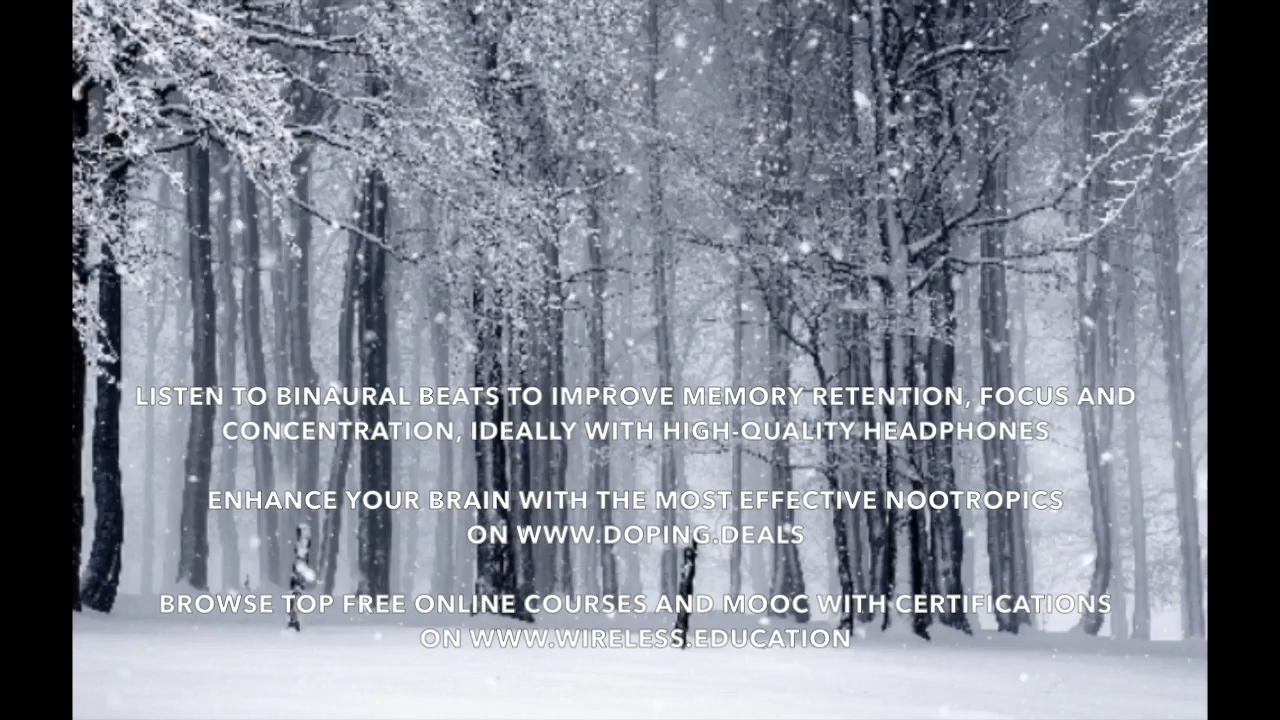 LISTEN TO BINAURAL BEATS TO IMPROVE MEMORY RETENTION, FOCUS AND
CONCENTRATION, IDEALLY WITH HIGH-QUALITY HEADPHONES
ENHANCE YOUR BRAIN WITH THE MOST EFFECTIVE NOOTROPICS
ON WWW.DOPING.DEALS
BROWSE TOP FREE ONLINE COURSES AND MOOC WITH CERTIFICATIONS
ON WWW.WIRELESS.EDUCATION